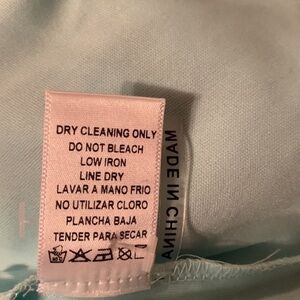 DRY CLEANING ONLY
DO NOT BLEACH
LOW IRON
LINE DRY
LAVAR A MANO FRIO
NO UTILIZAR CLORO
PLANCHA BAJA
TENDER PARA SECAR
MADE IN CHINA